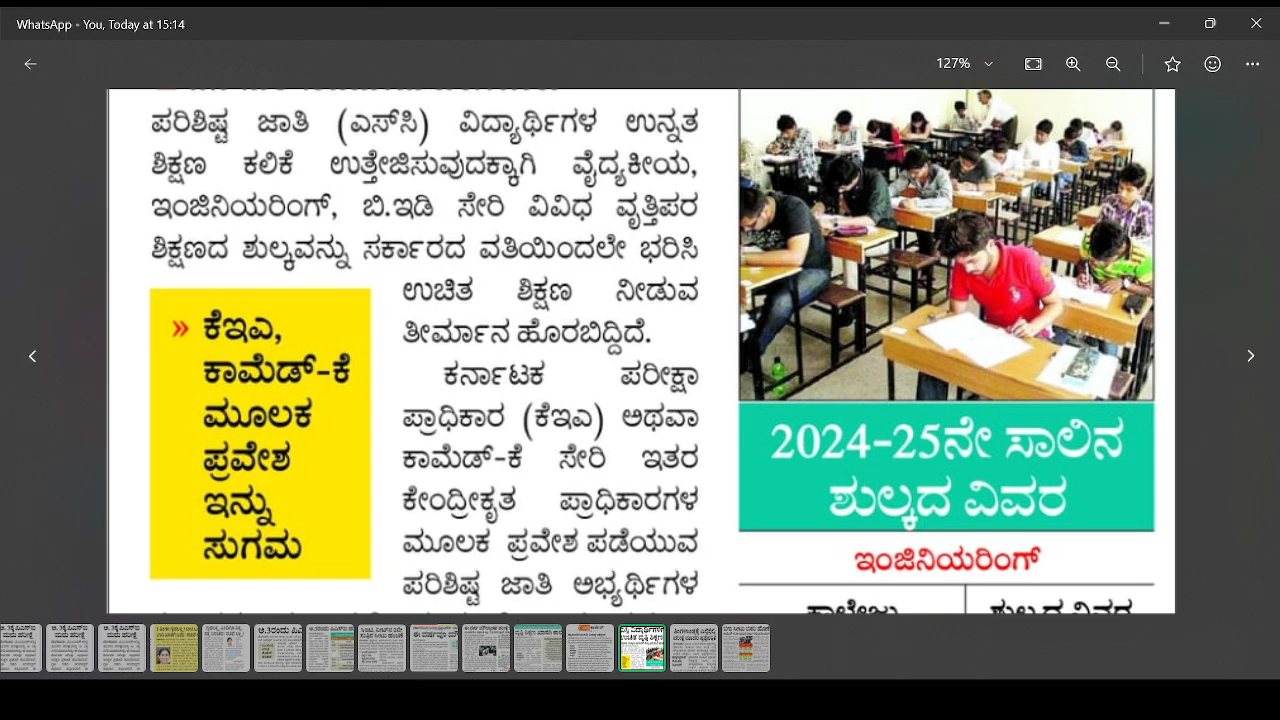 WhatsApp - You, Today at 15:14
127%
ಪರಿಶಿಷ್ಟ ಜಾತಿ (ಎಸ್‌ಸಿ) ವಿದ್ಯಾರ್ಥಿಗಳ ಉನ್ನತ
ಶಿಕ್ಷಣ ಕಲಿಕೆ ಉತ್ತೇಜಿಸುವುದಕ್ಕಾಗಿ ವೈದ್ಯಕೀಯ,
ಇಂಜಿನಿಯರಿಂಗ್, ಬಿ.ಇಡಿ ಸೇರಿ ವಿವಿಧ ವೃತ್ತಿಪರ
ಶಿಕ್ಷಣದ ಶುಲ್ಕವನ್ನು ಸರ್ಕಾರದ ವತಿಯಿಂದಲೇ ಭರಿಸಿ
ಉಚಿತ ಶಿಕ್ಷಣ ನೀಡುವ
ತೀರ್ಮಾನ ಹೊರಬಿದ್ದಿದೆ.
ಕರ್ನಾಟಕ ಪರೀಕ್ಷಾ
ಪ್ರಾಧಿಕಾರ (ಕೆಇಎ) ಅಥವಾ
ಕಾಮೆಡ್-ಕೆ ಸೇರಿ ಇತರ
ಕೇಂದ್ರೀಕೃತ ಪ್ರಾಧಿಕಾರಗಳ
ಮೂಲಕ ಪ್ರವೇಶ ಪಡೆಯುವ
ಪರಿಶಿಷ್ಟ ಜಾತಿ ಅಭ್ಯರ್ಥಿಗಳ
» ಕೆಇಎ,
ಕಾಮೆಡ್-ಕೆ
ಮೂಲಕ
ಪ್ರವೇಶ
ಇನ್ನು
ಸುಗಮ
2024-25ನೇ ಸಾಲಿನ
ಶುಲ್ಕದ ವಿವರ
ಇಂಜಿನಿಯರಿಂಗ್
ಕಾಲೇಜು ಶುಲ್ಕದ ವಿವರ